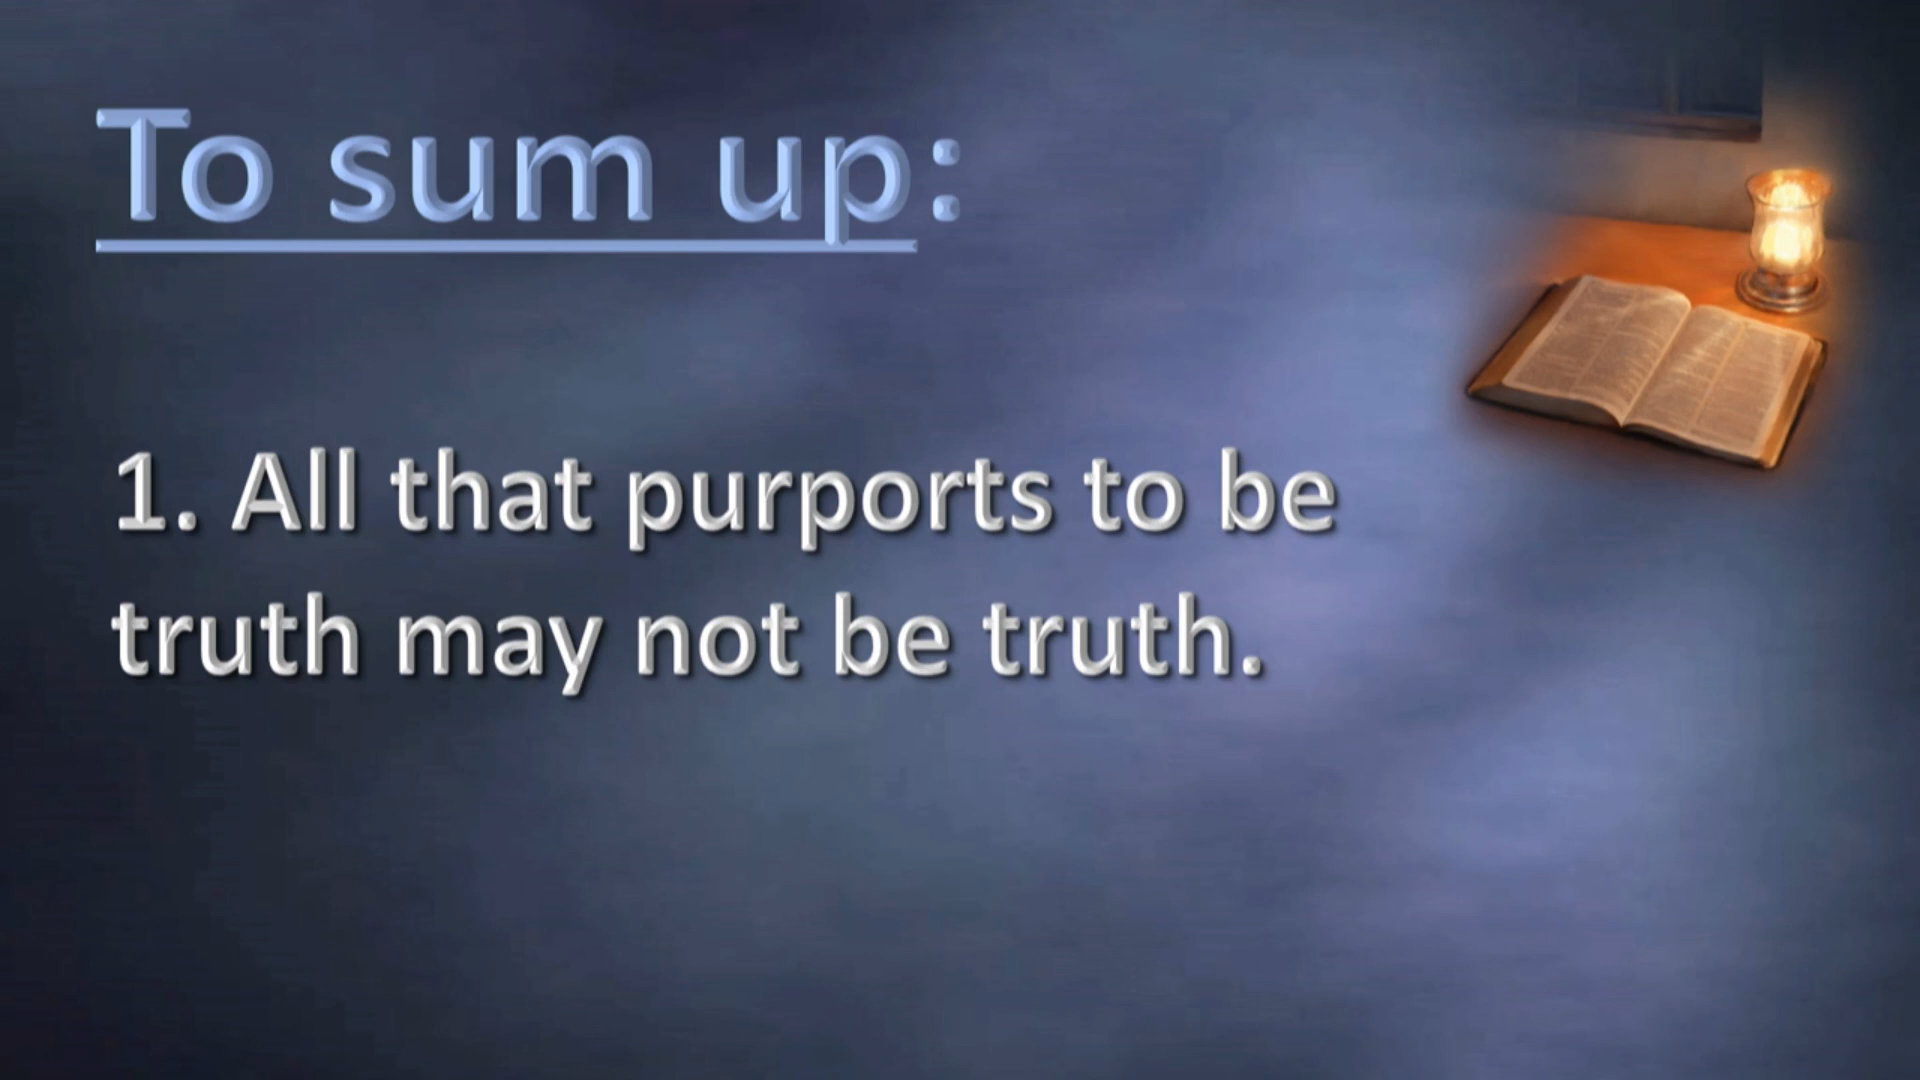 To sum up:
1. All that purports to be
truth may not be truth.